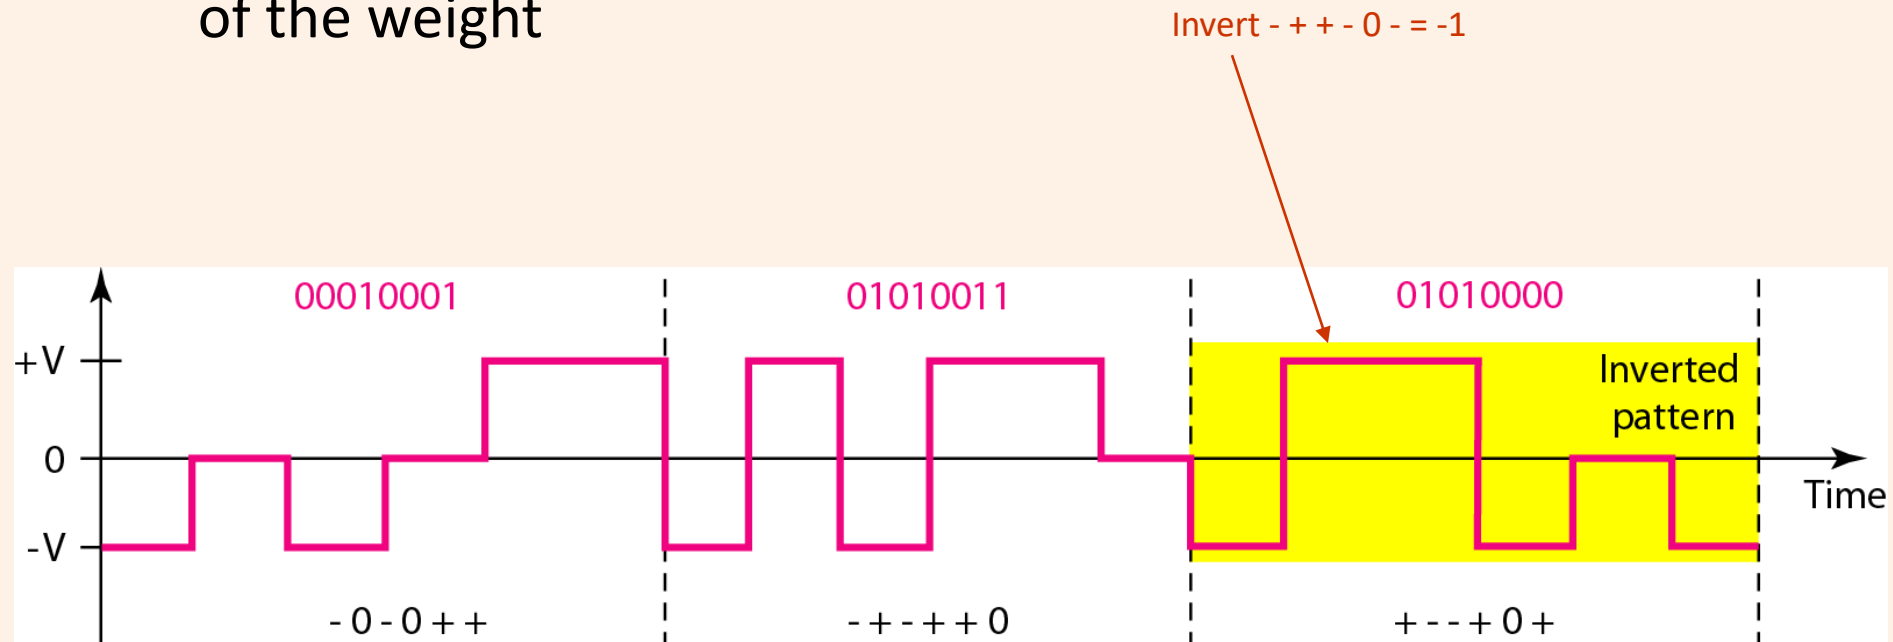 of the weight
Invert - + + - 0 - = -1
00010001
01010011
01010000
+V
Inverted
pattern
0
Time
-V
- 0 - 0 + +
- + - + + 0
+ - - + 0 +